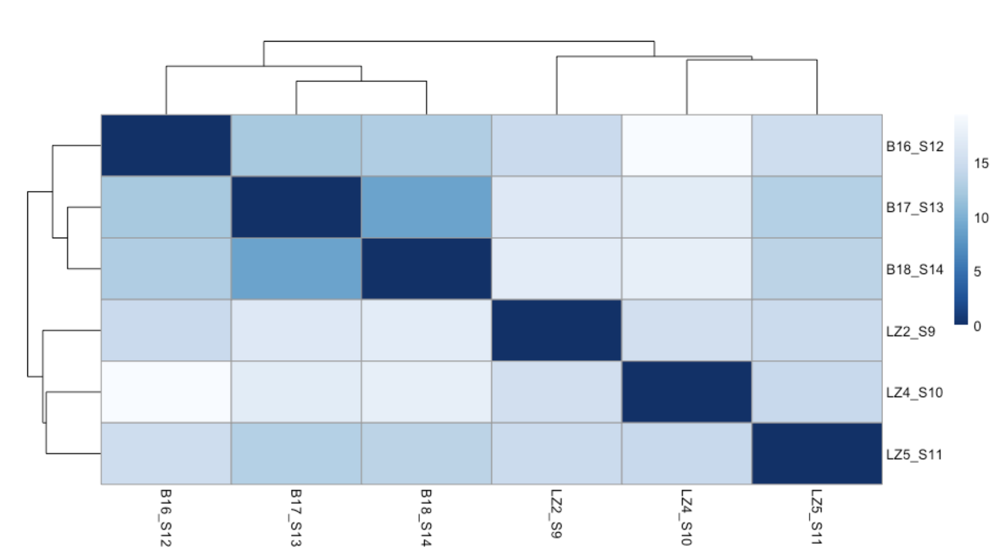 B16_S12
B17_S13
B18_S14
LZ2_S9
LZ4_S10
LZ5_S11
15
10
5
0
B16_S12
B17_S13
B18_S14
LZ2_S9
LZ4_S10
LZ5_S11